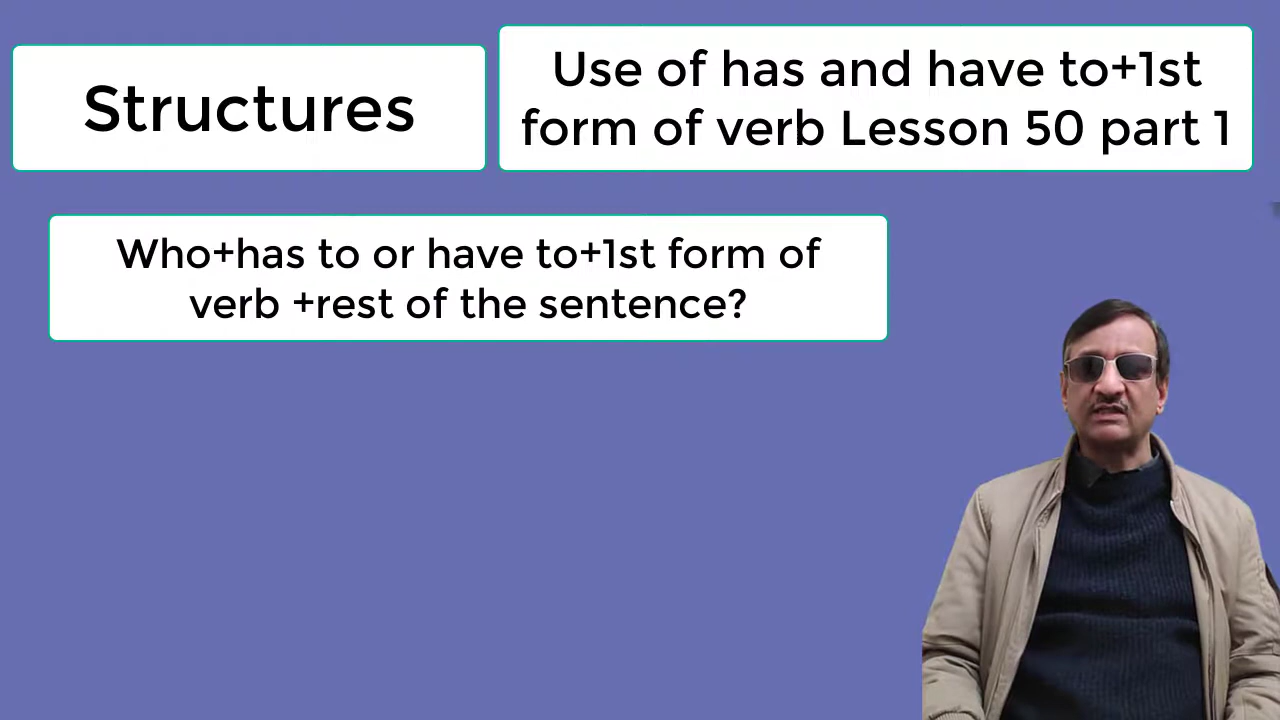 Structures
Use of has and have to+1st
form of verb Lesson 50 part 1
Who+has to or have to+1st form of
verb +rest of the sentence?